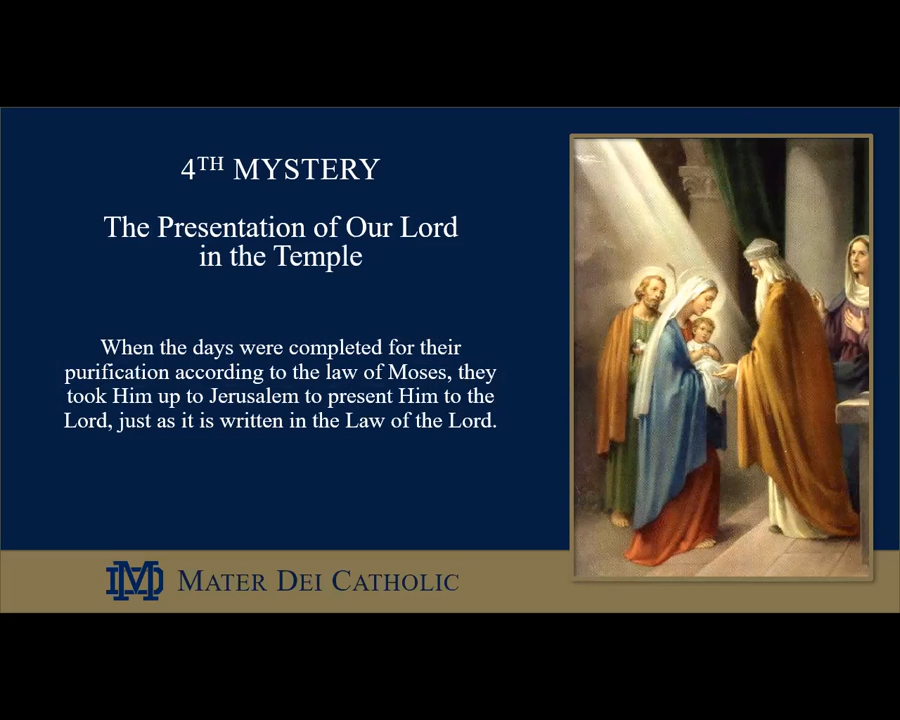 4TH MYSTERY
The Presentation of Our Lord
in the Temple
When the days were completed for their
purification according to the law of Moses, they
took Him up to Jerusalem to present Him to the
Lord, just as it is written in the Law of the Lord.
MD MATER DEI CATHOLIC